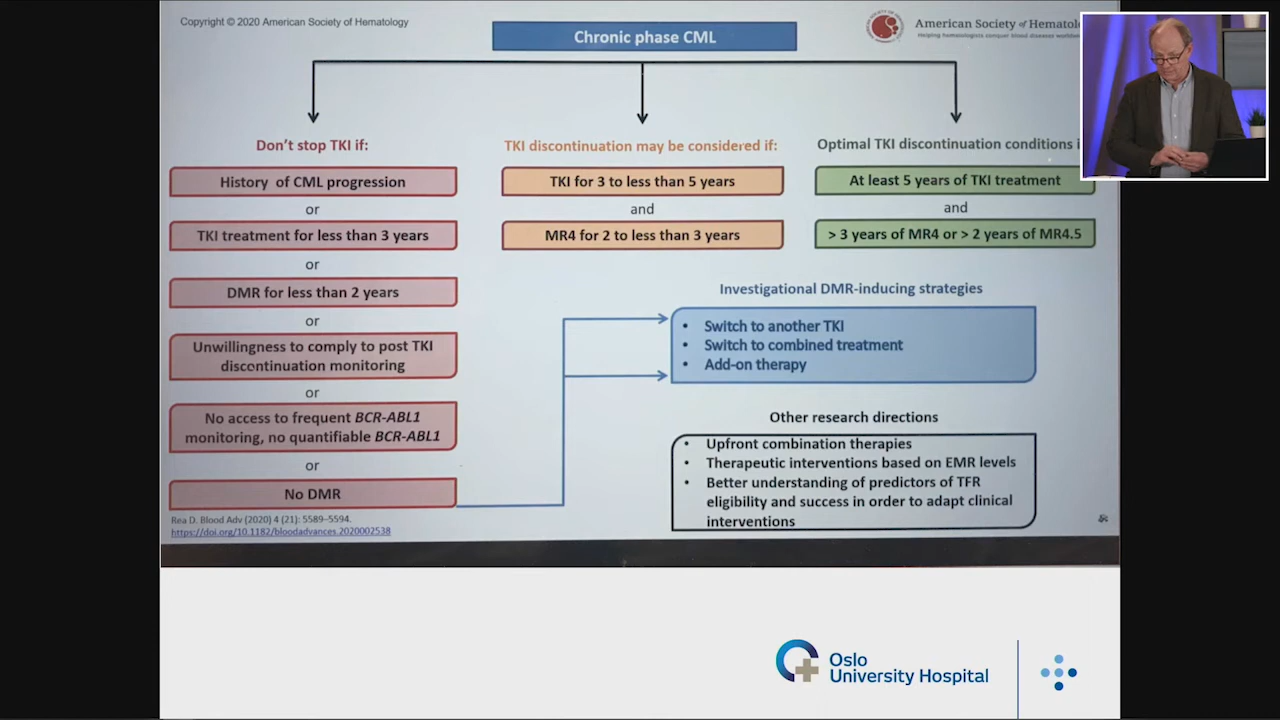 Copyright © 2020 American Society of Hematology
American Society of Hematolo
Helping hematologists conquer blood diseases worldwi
Chronic phase CML
Don't stop TKI if:
History of CML progression
or
TKI treatment for less than 3 years
or
DMR for less than 2 years
or
Unwillingness to comply to post TKI
discontinuation monitoring
or
No access to frequent BCR-ABL1
monitoring, no quantifiable BCR-ABL1
or
No DMR
Rea D. Blood Adv (2020) 4 (21): 5589–5594.
https://doi.org/10.1182/bloodadvances.2020002538
TKI discontinuation may be considered if:
TKI for 3 to less than 5 years
and
MR4 for 2 to less than 3 years
Optimal TKI discontinuation conditions i
At least 5 years of TKI treatment
and
> 3 years of MR4 or > 2 years of MR4.5
Investigational DMR-inducing strategies
• Switch to another TKI
• Switch to combined treatment
• Add-on therapy
Other research directions
• Upfront combination therapies
• Therapeutic interventions based on EMR levels
• Better understanding of predictors of TFR
eligibility and success in order to adapt clinical
interventions
Oslo
University Hospital